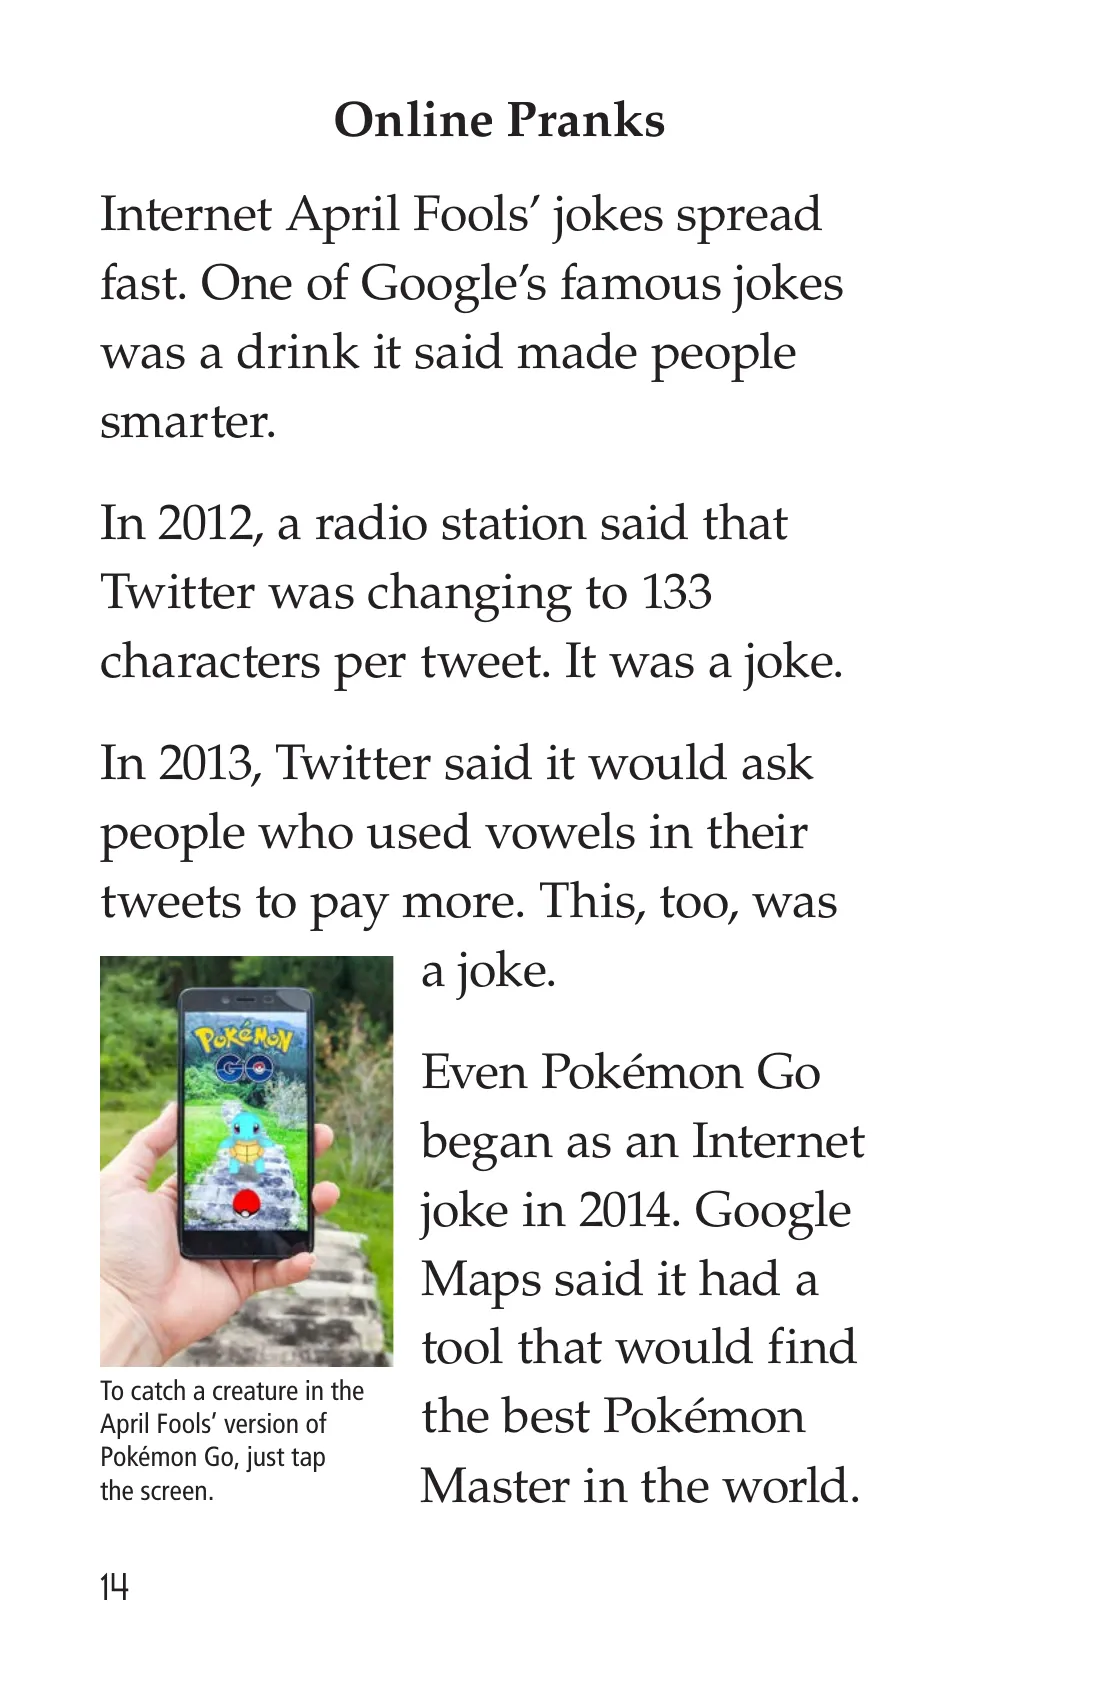 Online Pranks
Internet April Fools’ jokes spread
fast. One of Google’s famous jokes
was a drink it said made people
smarter.
In 2012, a radio station said that
Twitter was changing to 133
characters per tweet. It was a joke.
In 2013, Twitter said it would ask
people who used vowels in their
tweets to pay more. This, too, was
a joke.
Even Pokémon Go
began as an Internet
joke in 2014. Google
Maps said it had a
tool that would find
the best Pokémon
Master in the world.
POKéMON
GO
To catch a creature in the
April Fools’ version of
Pokémon Go, just tap
the screen.
14